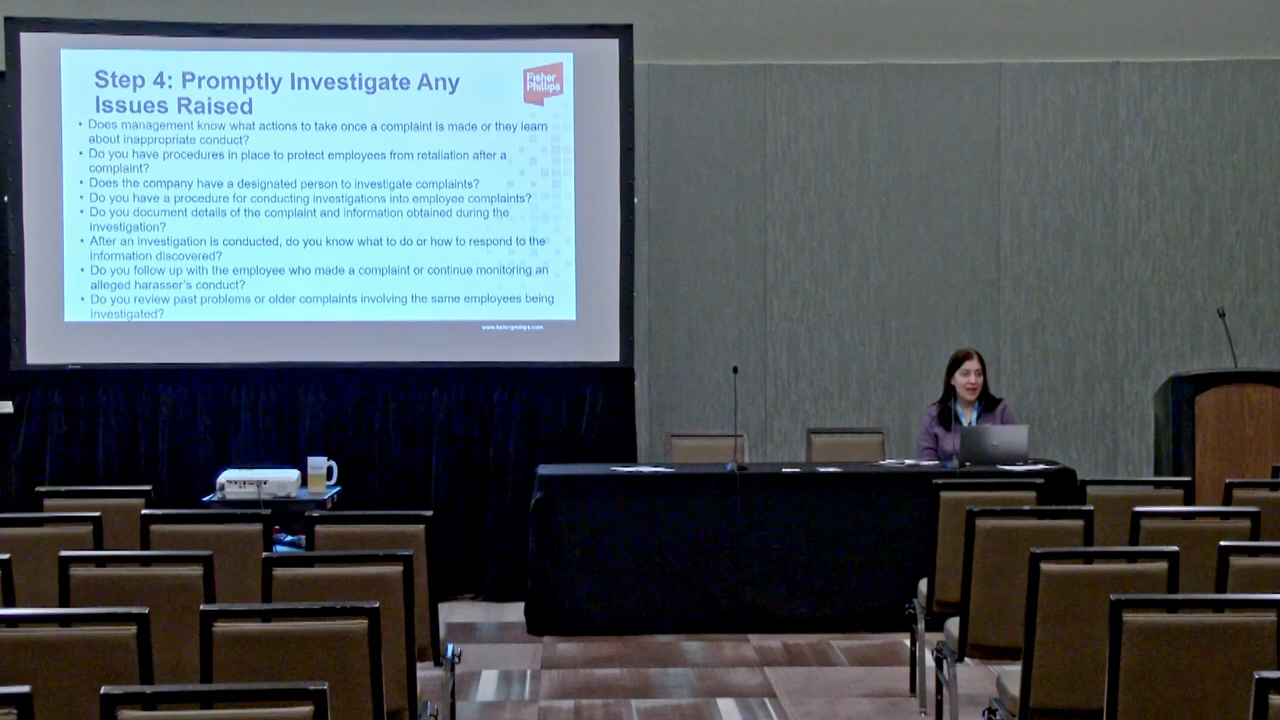 Step 4: Promptly Investigate Any
Issues Raised
Fisher
Phillips
• Does management know what actions to take once a complaint is made or they learn
about inappropriate conduct?
• Do you have procedures in place to protect employees from retaliation after a
complaint?
• Does the company have a designated person to investigate complaints?
• Do you have a procedure for conducting investigations into employee complaints?
• Do you document details of the complaint and information obtained during the
investigation?
• After an investigation is conducted, do you know what to do or how to respond to the
information discovered?
• Do you follow up with the employee who made a complaint or continue monitoring an
alleged harasser's conduct?
• Do you review past problems or older complaints involving the same employees being
investigated?
www.fisherphillips.com